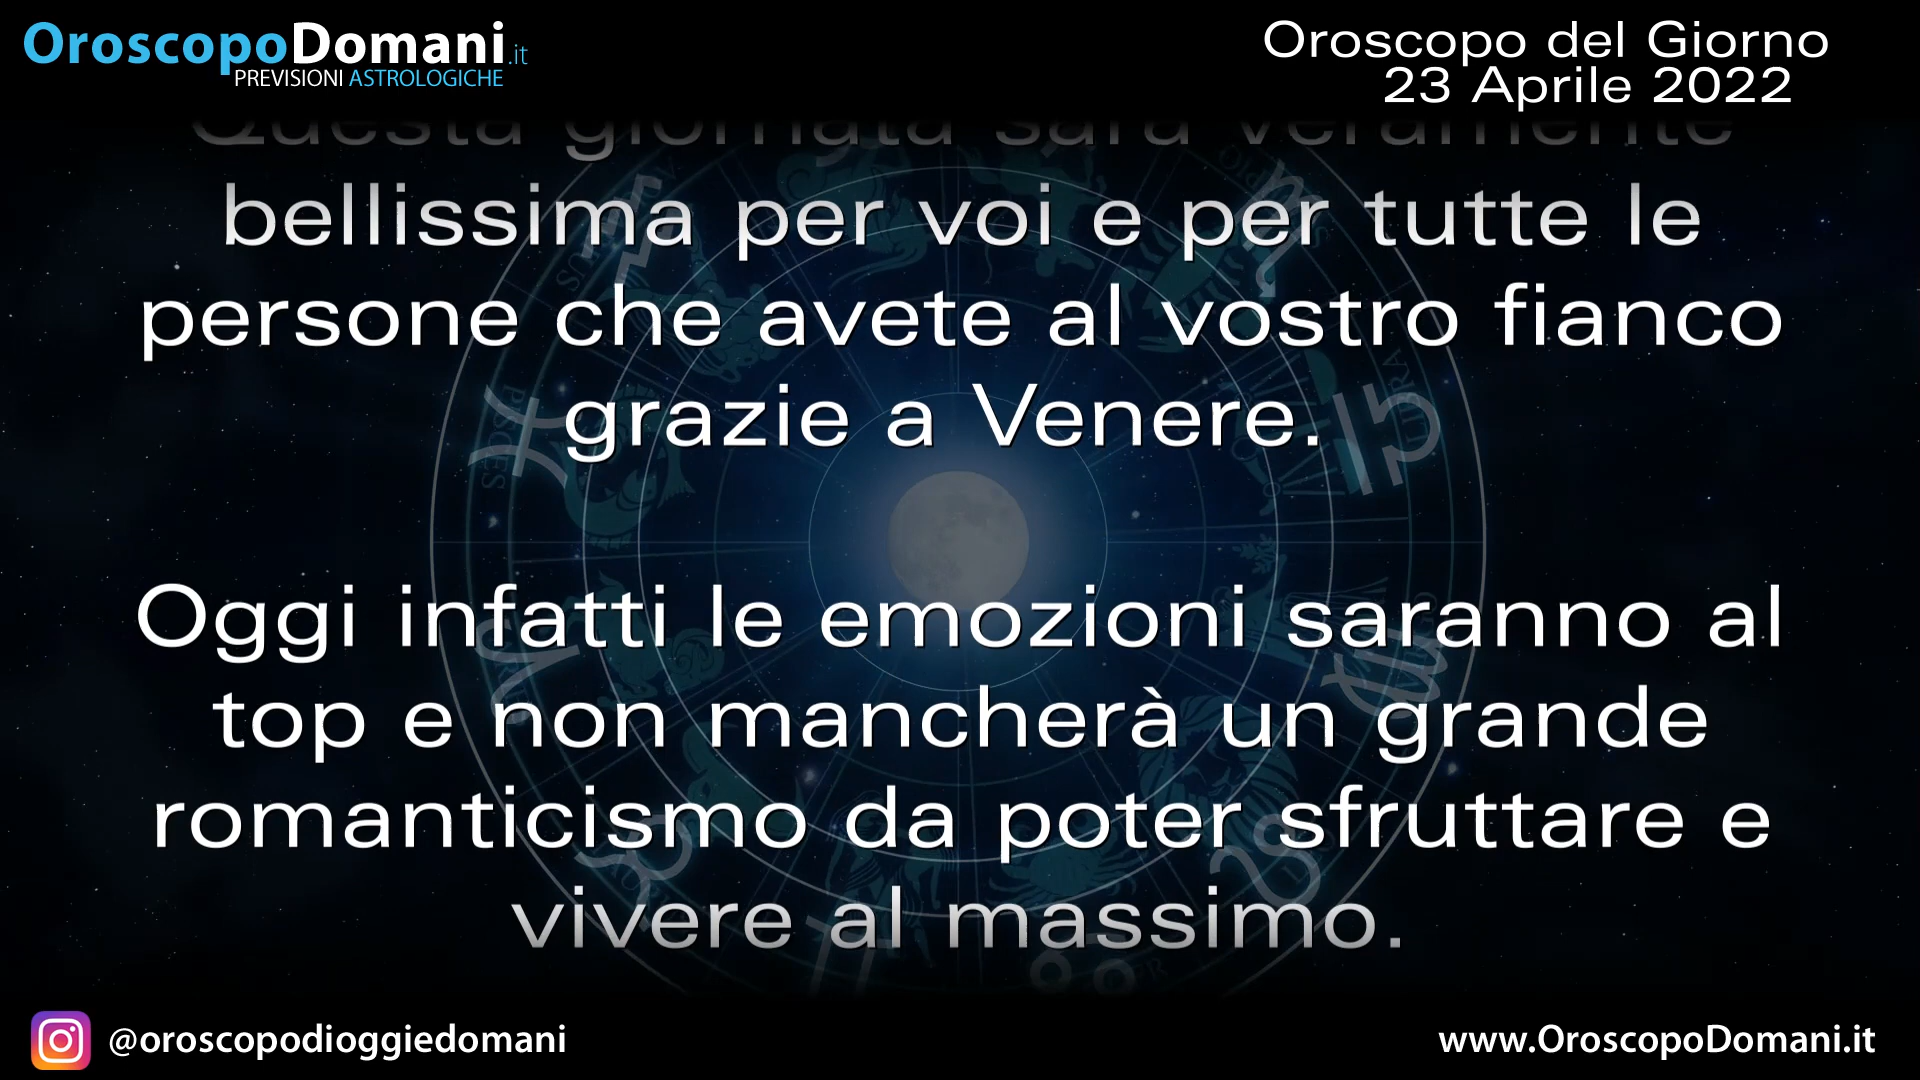 OroscopoDomani.it
PREVISIONI ASTROLOGICHE
Oroscopo del Giorno
23 Aprile 2022
Questa giornata sarà veramente
bellissima per voi e per tutte le
persone che avete al vostro fianco
grazie a Venere.
Oggi infatti le emozioni saranno al
top e non mancherà un grande
romanticismo da poter sfruttare e
vivere al massimo.
@oroscopodioggiedomani
www.OroscopoDomani.it